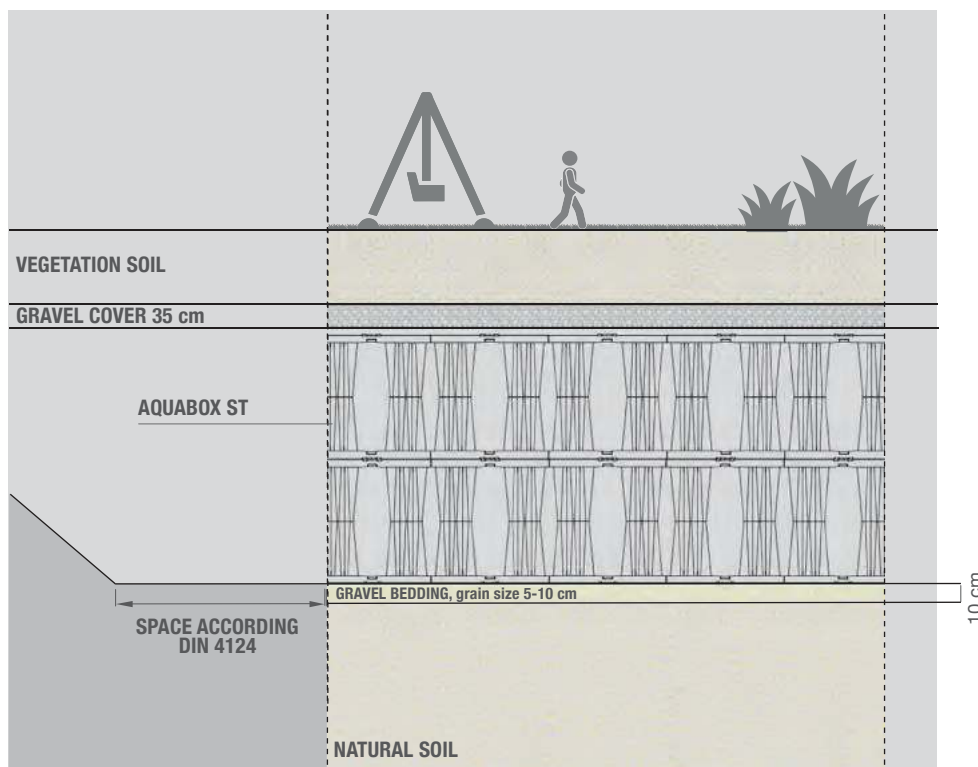 VEGETATION SOIL
GRAVEL COVER 35 cm
AQUABOX ST
GRAVEL BEDDING, grain size 5-10 cm
10 cm
SPACE ACCORDING
DIN 4124
NATURAL SOIL